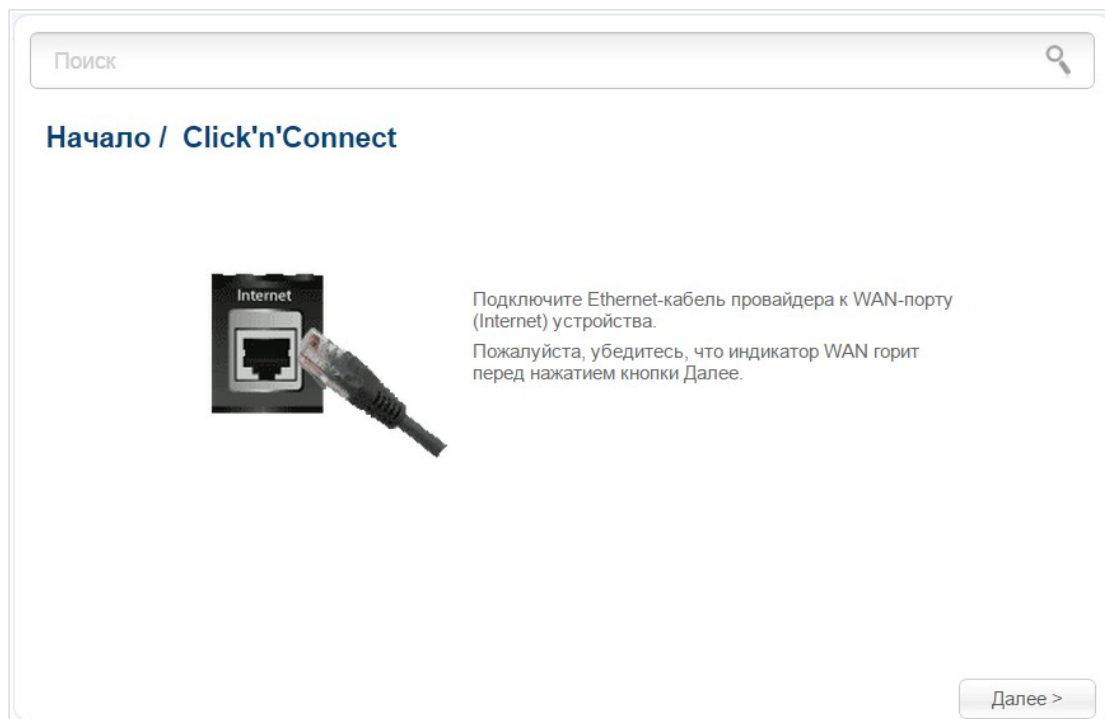 Поиск
Начало / Click'n'Connect
Internet
Подключите Ethernet-кабель провайдера к WAN-порту
(Internet) устройства.
Пожалуйста, убедитесь, что индикатор WAN горит
перед нажатием кнопки Далее.
Далее >